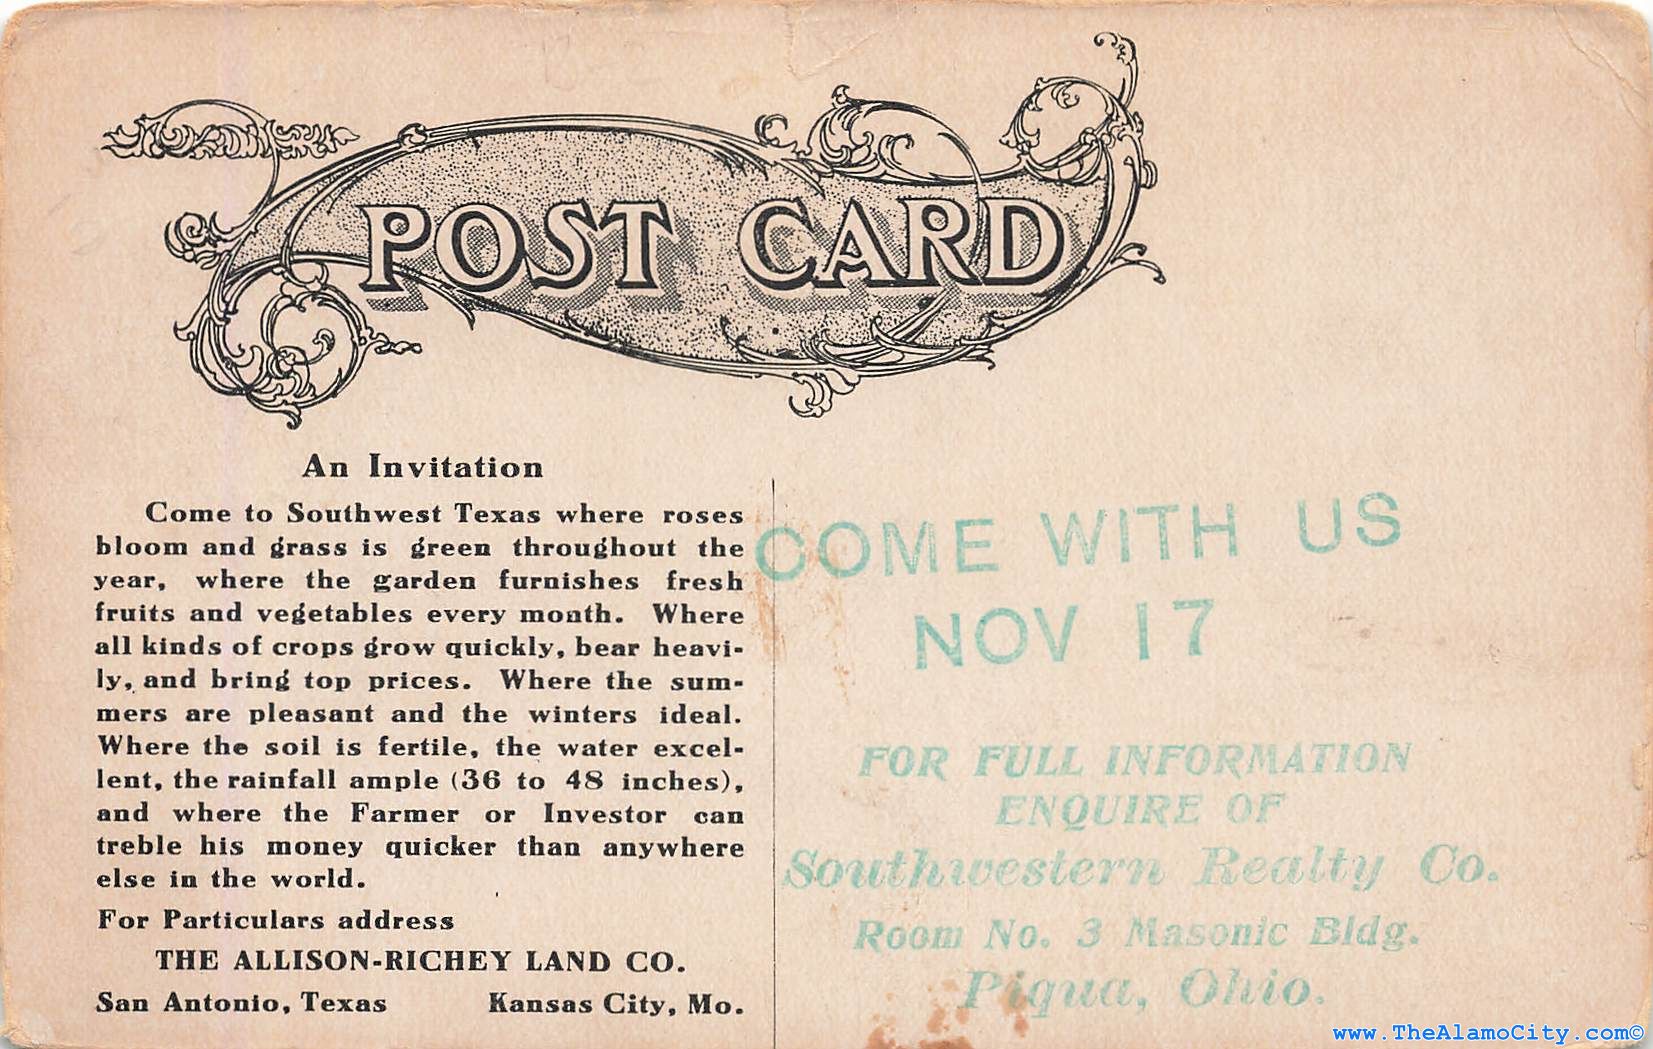 POST CARD
An Invitation
Come to Southwest Texas where roses
bloom and grass is green throughout the
year, where the garden furnishes fresh
fruits and vegetables every month. Where
all kinds of crops grow quickly, bear heavi-
ly, and bring top prices. Where the sum-
mers are pleasant and the winters ideal.
Where the soil is fertile, the water excel-
lent, the rainfall ample (36 to 48 inches),
and where the Farmer or Investor can
treble his money quicker than anywhere
else in the world.
For Particulars address
THE ALLISON-RICHEY LAND CO.
San Antonio, Texas Kansas City, Mo.
COME WITH US
NOV 17
FOR FULL INFORMATION
ENQUIRE OF
Southwestern Realty Co.
Room No. 3 Masonic Bldg.
Piqua, Ohio.
www.TheAlamoCity.com©